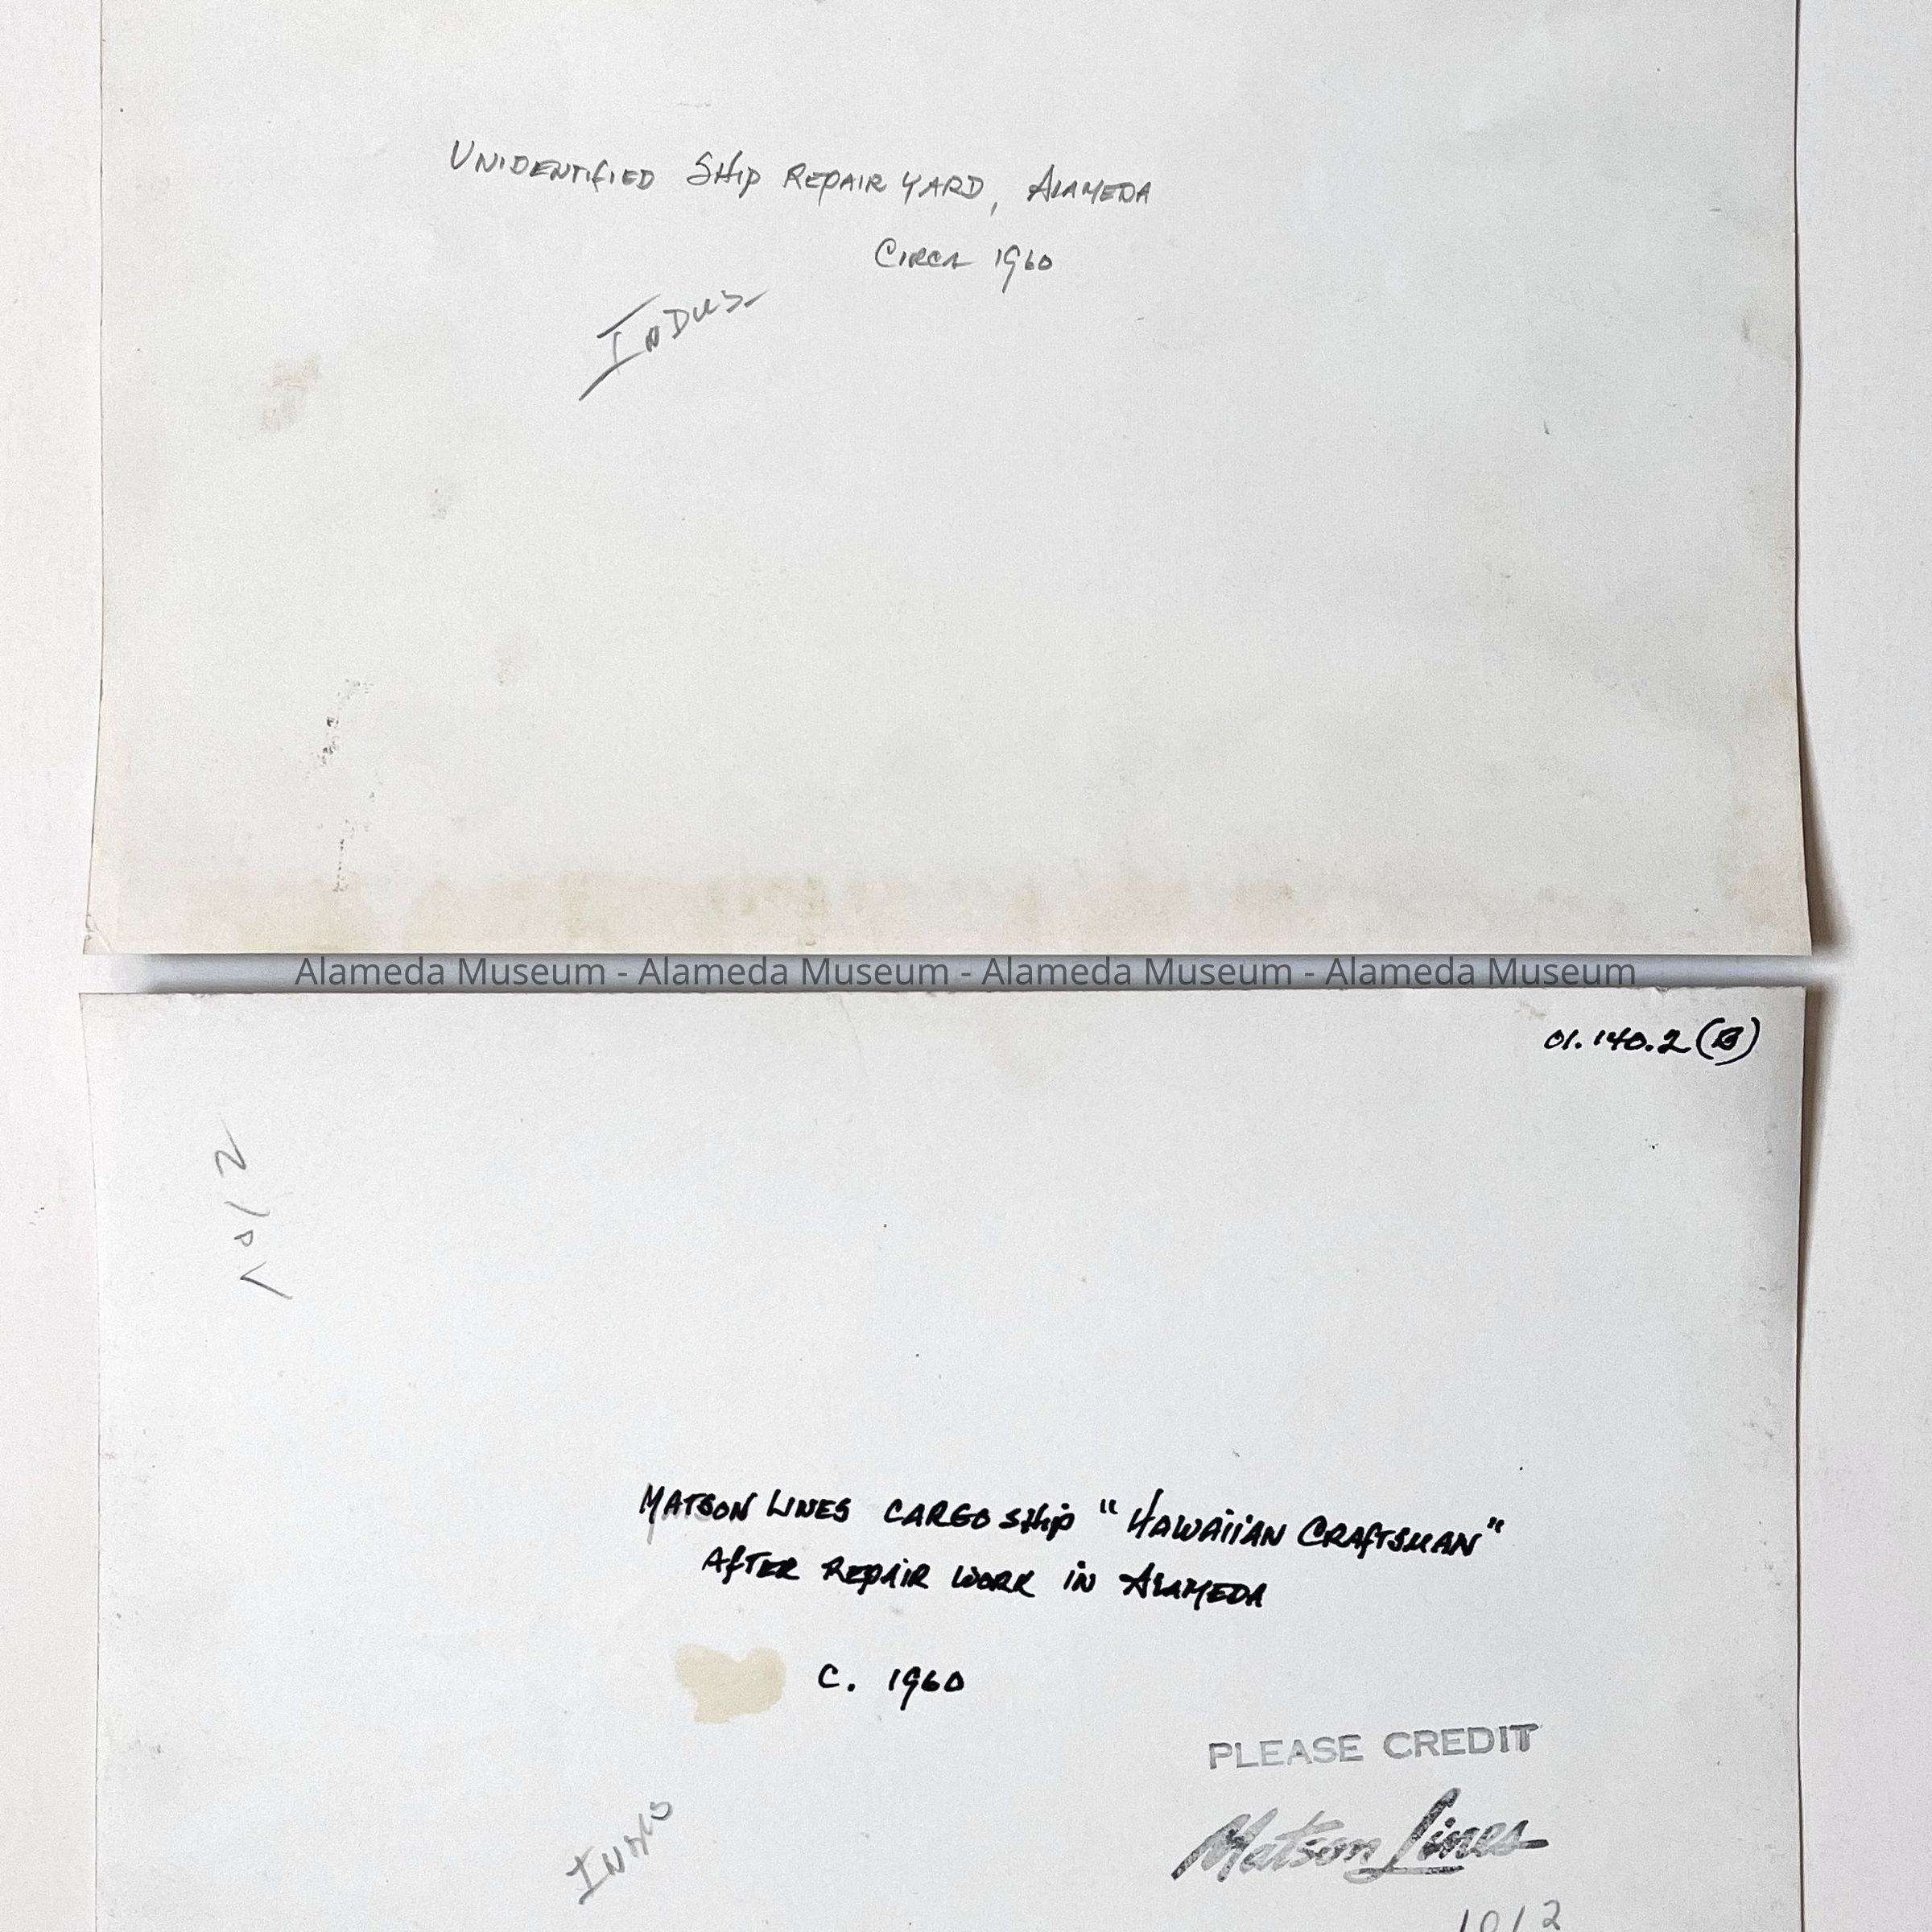 UNIDENTIFIED SHIP REPAIR YARD, ALAMEDA
CIRCA 1960
INDUS
Alameda Museum - Alameda Museum - Alameda Museum - Alameda Museum
01.140.2 (B)
MATSON LINES CARGO SHIP "HAWAIIAN CRAFTSMAN"
AFTER REPAIR WORK IN ALAMEDA
C. 1960
PLEASE CREDIT
Matson Lines
1012